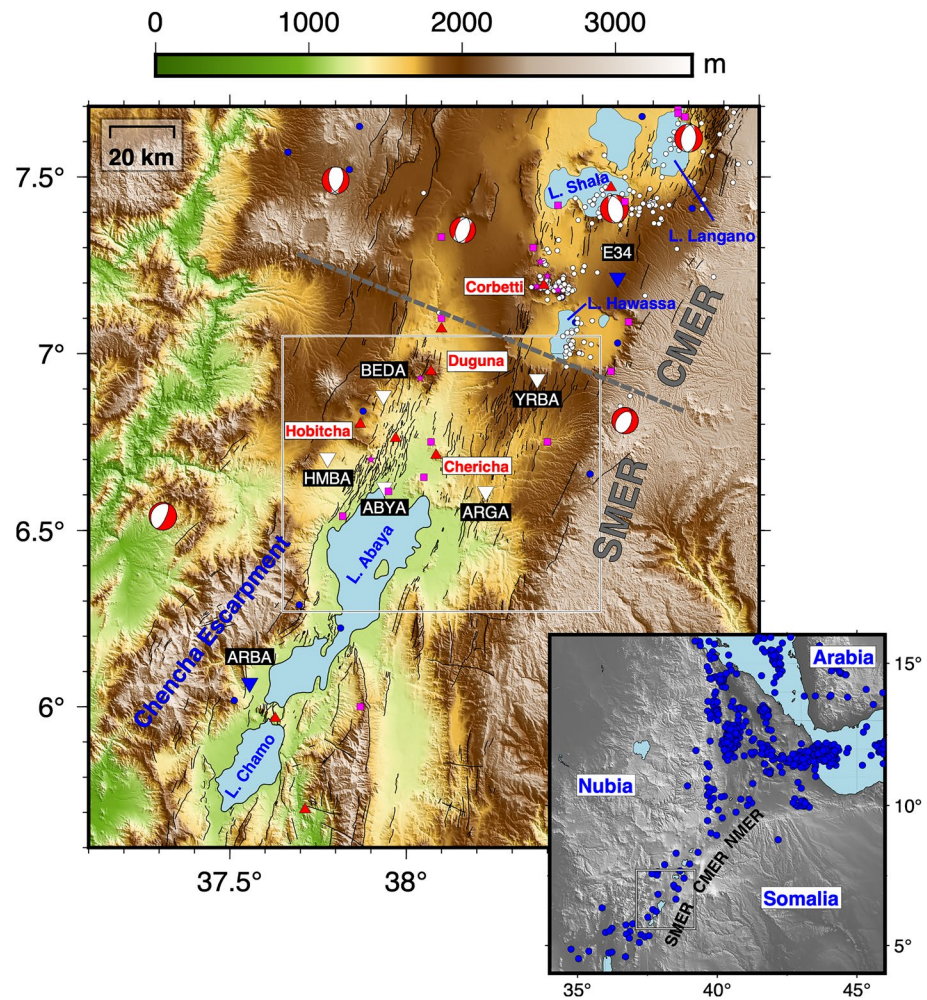 0
1000
2000
3000
m
20 km
7.5°
7°
6.5°
6°
37.5°
38°
L. Shala
L. Langano
E34
Corbetti
L. Hawassa
CMER
Duguna
BEDA
YRBA
Hobitcha
Chericha
HMBA
ABYA
ARGA
SMER
L. Abaya
Chencha Escarpment
ARBA
L. Chamo
Arabia
15°
Nubia
10°
NMER
CMER
SMER
Somalia
5°
35°
40°
45°